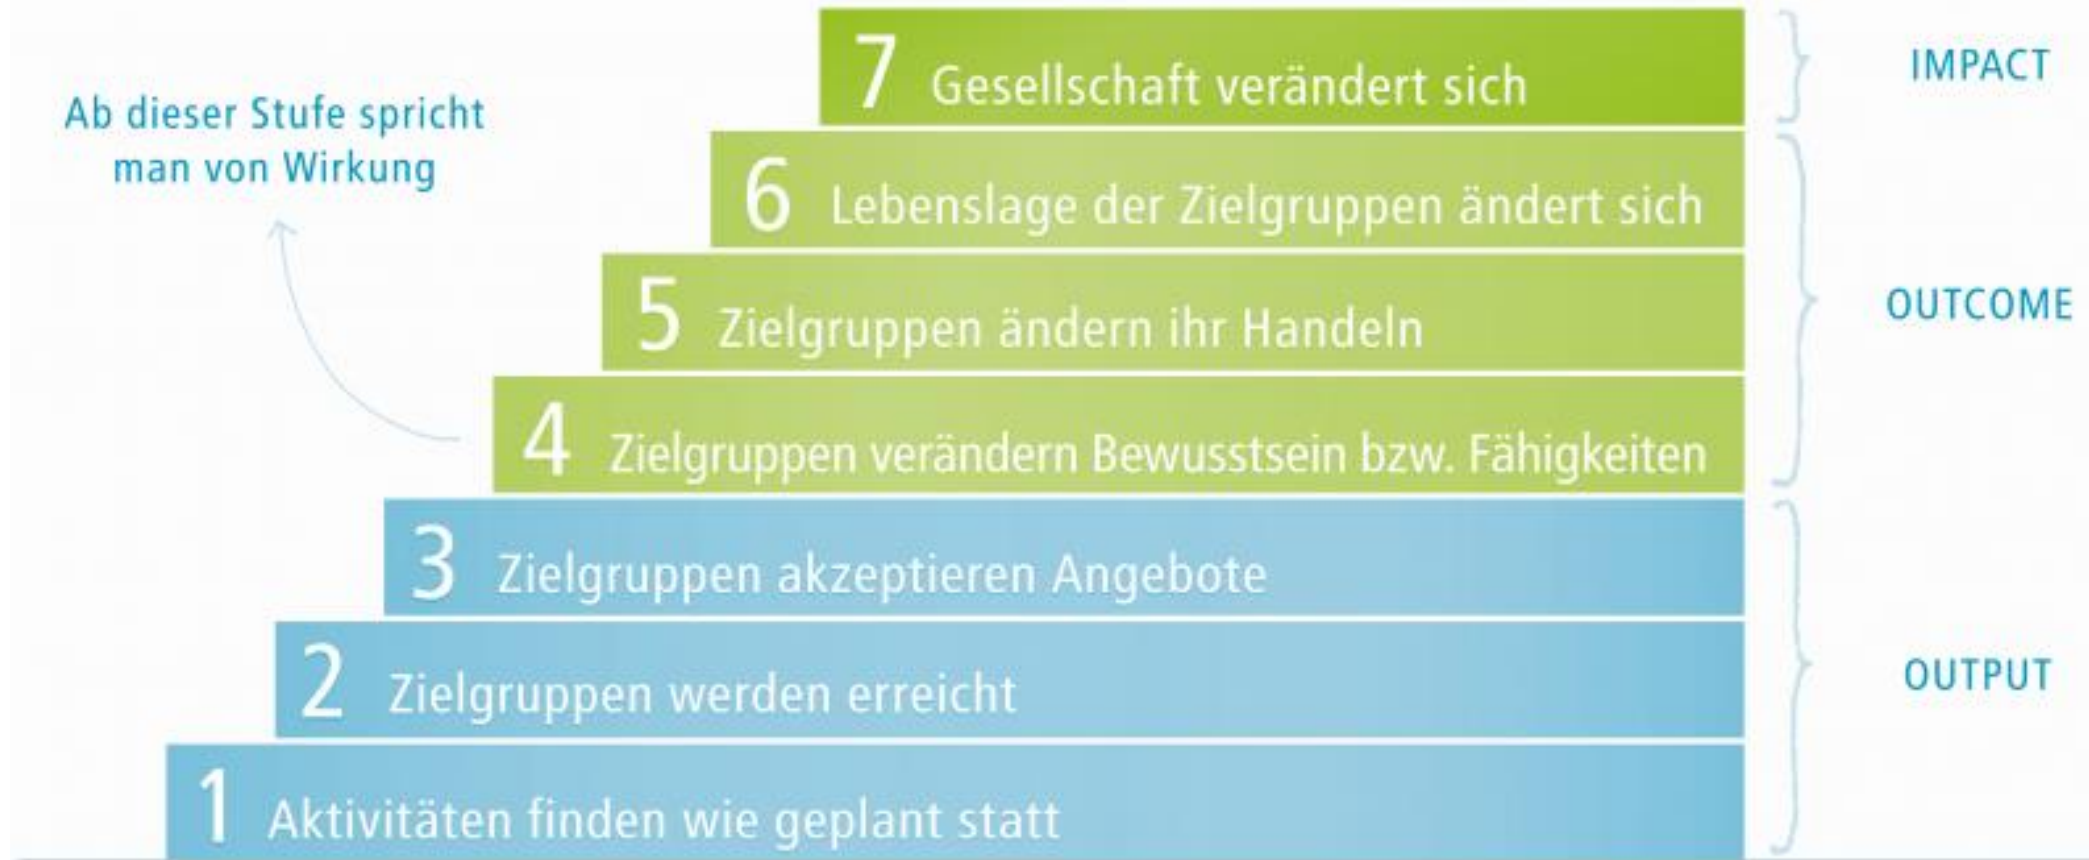 7 Gesellschaft verändert sich
IMPACT
Ab dieser Stufe spricht
man von Wirkung
6 Lebenslage der Zielgruppen ändert sich
5 Zielgruppen ändern ihr Handeln
OUTCOME
4 Zielgruppen verändern Bewusstsein bzw. Fähigkeiten
3 Zielgruppen akzeptieren Angebote
2 Zielgruppen werden erreicht
OUTPUT
1 Aktivitäten finden wie geplant statt